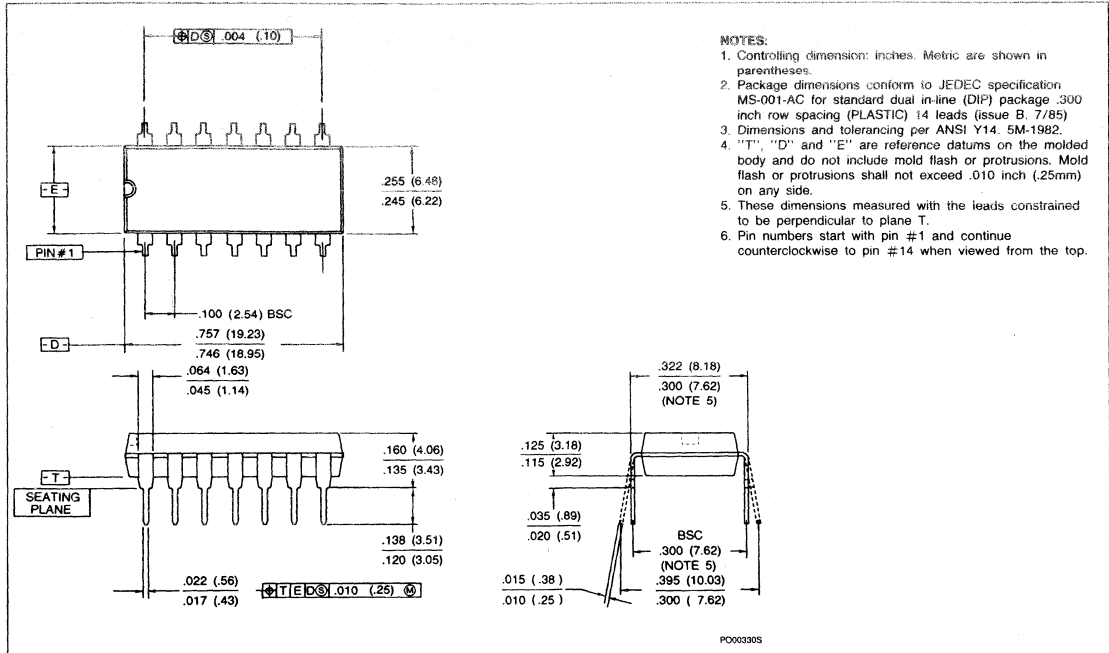 ⌖ D Ⓢ .004 (.10)
-E-
.255 (6.46)
.245 (6.22)
PIN #1
.100 (2.54) BSC
-D-
.757 (19.23)
.746 (18.95)
.064 (1.63)
.045 (1.14)
.160 (4.06)
.135 (3.43)
-T-
SEATING
PLANE
.138 (3.51)
.120 (3.05)
.022 (.56)
.017 (.43)
⌖ T E D Ⓢ .010 (.25) Ⓜ
NOTES:
1. Controlling dimension: inches. Metric are shown in
parentheses.
2. Package dimensions conform to JEDEC specification
MS-001-AC for standard dual in-line (DIP) package .300
inch row spacing (PLASTIC) 14 leads (issue B. 7/85)
3. Dimensions and tolerancing per ANSI Y14. 5M-1982.
4. "T", "D" and "E" are reference datums on the molded
body and do not include mold flash or protrusions. Mold
flash or protrusions shall not exceed .010 inch (.25mm)
on any side.
5. These dimensions measured with the leads constrained
to be perpendicular to plane T.
6. Pin numbers start with pin #1 and continue
counterclockwise to pin #14 when viewed from the top.
.322 (8.18)
.300 (7.62)
(NOTE 5)
.125 (3.18)
.115 (2.92)
.035 (.89)
.020 (.51)
BSC
.300 (7.62)
(NOTE 5)
.395 (10.03)
.300 ( 7.62)
.015 ( .38 )
.010 ( .25 )
PO00330S